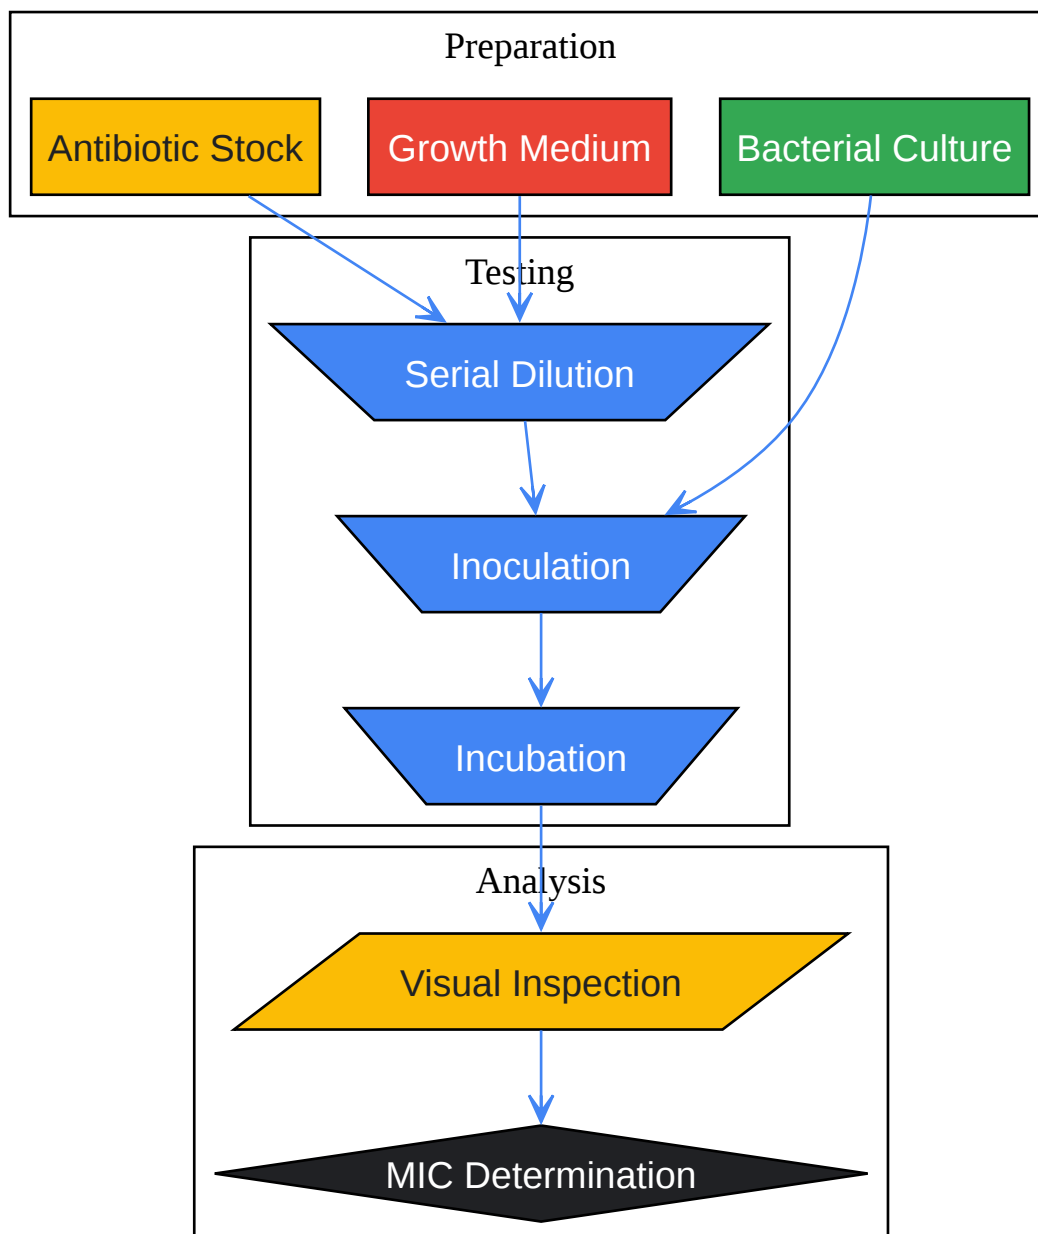 Preparation
Antibiotic Stock
Growth Medium
Bacterial Culture
Testing
Serial Dilution
Inoculation
Incubation
Analysis
Visual Inspection
MIC Determination